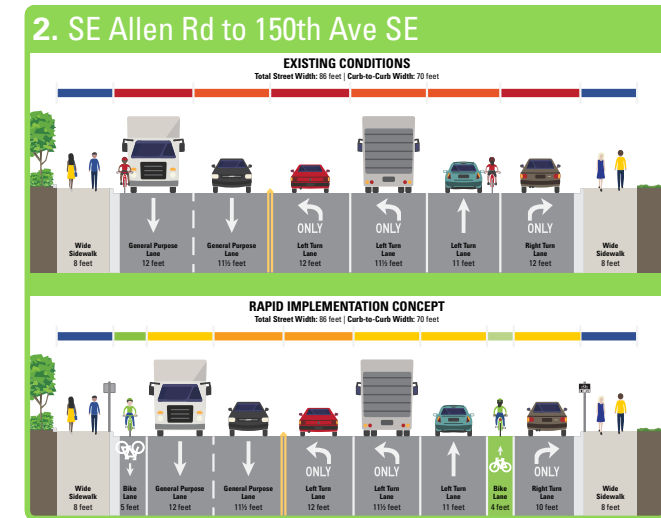 2. SE Allen Rd to 150th Ave SE
EXISTING CONDITIONS
Total Street Width: 86 feet | Curb-to-Curb Width: 70 feet
ONLY
ONLY
ONLY
Wide
Sidewalk
8 feet
General Purpose
Lane
12 feet
General Purpose
Lane
11½ feet
Left Turn
Lane
12 feet
Left Turn
Lane
11½ feet
Left Turn
Lane
11 feet
Right Turn
Lane
12 feet
Wide
Sidewalk
8 feet
RAPID IMPLEMENTATION CONCEPT
Total Street Width: 86 feet | Curb-to-Curb Width: 70 feet
ONLY
ONLY
ONLY
Wide
Sidewalk
8 feet
Bike
Lane
5 feet
General Purpose
Lane
12 feet
General Purpose
Lane
11½ feet
Left Turn
Lane
12 feet
Left Turn
Lane
11½ feet
Left Turn
Lane
11 feet
Bike
Lane
4 feet
Right Turn
Lane
10 feet
Wide
Sidewalk
8 feet